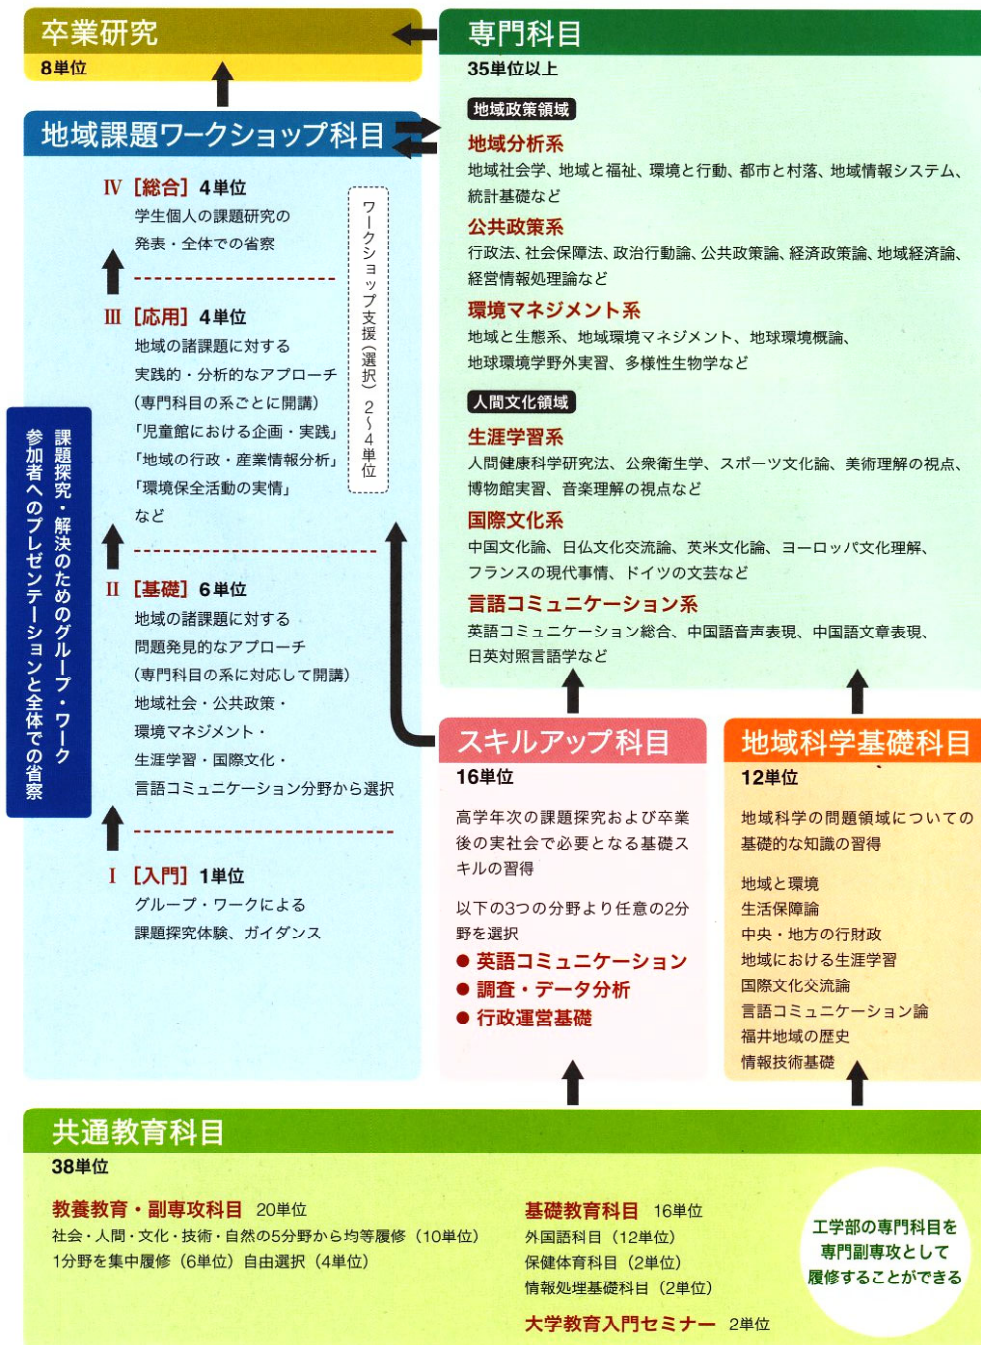 卒業研究
8単位
地域課題ワークショップ科目
Ⅳ［総合］4単位
学生個人の課題研究の
発表・全体での省察
Ⅲ［応用］4単位
地域の諸課題に対する
実践的・分析的なアプローチ
（専門科目の系ごとに開講）
「児童館における企画・実践」
「地域の行政・産業情報分析」
「環境保全活動の実情」
など
Ⅱ［基礎］6単位
地域の諸課題に対する
問題発見的なアプローチ
（専門科目の系に対応して開講）
地域社会・公共政策・
環境マネジメント・
生涯学習・国際文化・
言語コミュニケーション分野から選択
Ⅰ［入門］1単位
グループ・ワークによる
課題探究体験、ガイダンス
ワークショップ支援（選択）2～4単位
課題探究・解決のためのグループ・ワーク
参加者へのプレゼンテーションと全体での省察
専門科目
35単位以上
地域政策領域
地域分析系
地域社会学、地域と福祉、環境と行動、都市と村落、地域情報システム、
統計基礎など
公共政策系
行政法、社会保障法、政治行動論、公共政策論、経済政策論、地域経済論、
経営情報処理論など
環境マネジメント系
地域と生態系、地域環境マネジメント、地球環境概論、
地球環境学野外実習、多様性生物学など
人間文化領域
生涯学習系
人間健康科学研究法、公衆衛生学、スポーツ文化論、美術理解の視点、
博物館実習、音楽理解の視点など
国際文化系
中国文化論、日仏文化交流論、英米文化論、ヨーロッパ文化理解、
フランスの現代事情、ドイツの文芸など
言語コミュニケーション系
英語コミュニケーション総合、中国語音声表現、中国語文章表現、
日英対照言語学など
スキルアップ科目
16単位
高学年次の課題探究および卒業
後の実社会で必要となる基礎ス
キルの習得
以下の3つの分野より任意の2分
野を選択
● 英語コミュニケーション
● 調査・データ分析
● 行政運営基礎
地域科学基礎科目
12単位
地域科学の問題領域についての
基礎的な知識の習得
地域と環境
生活保障論
中央・地方の行財政
地域における生涯学習
国際文化交流論
言語コミュニケーション論
福井地域の歴史
情報技術基礎
共通教育科目
38単位
教養教育・副専攻科目 20単位
社会・人間・文化・技術・自然の5分野から均等履修（10単位）
1分野を集中履修（6単位）自由選択（4単位）
基礎教育科目 16単位
外国語科目（12単位）
保健体育科目（2単位）
情報処理基礎科目（2単位）
大学教育入門セミナー 2単位
工学部の専門科目を
専門副専攻として
履修することができる